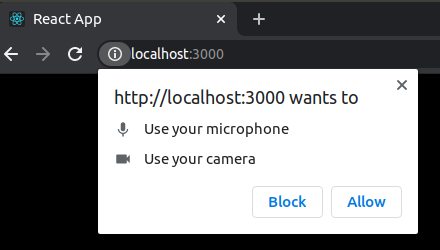 React App
localhost:3000
http://localhost:3000 wants to
Use your microphone
Use your camera
Block
Allow